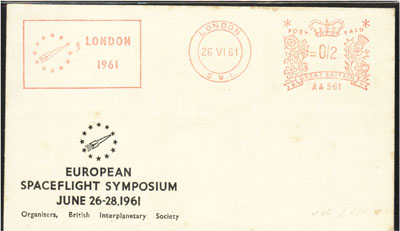 LONDON
1961
LONDON
26 VI 61
S.W.1
POST PAID
=0/2
GREAT BRITAIN
AA 561
EUROPEAN
SPACEFLIGHT SYMPOSIUM
JUNE 26-28, 1961
Organisers, British Interplanetary Society